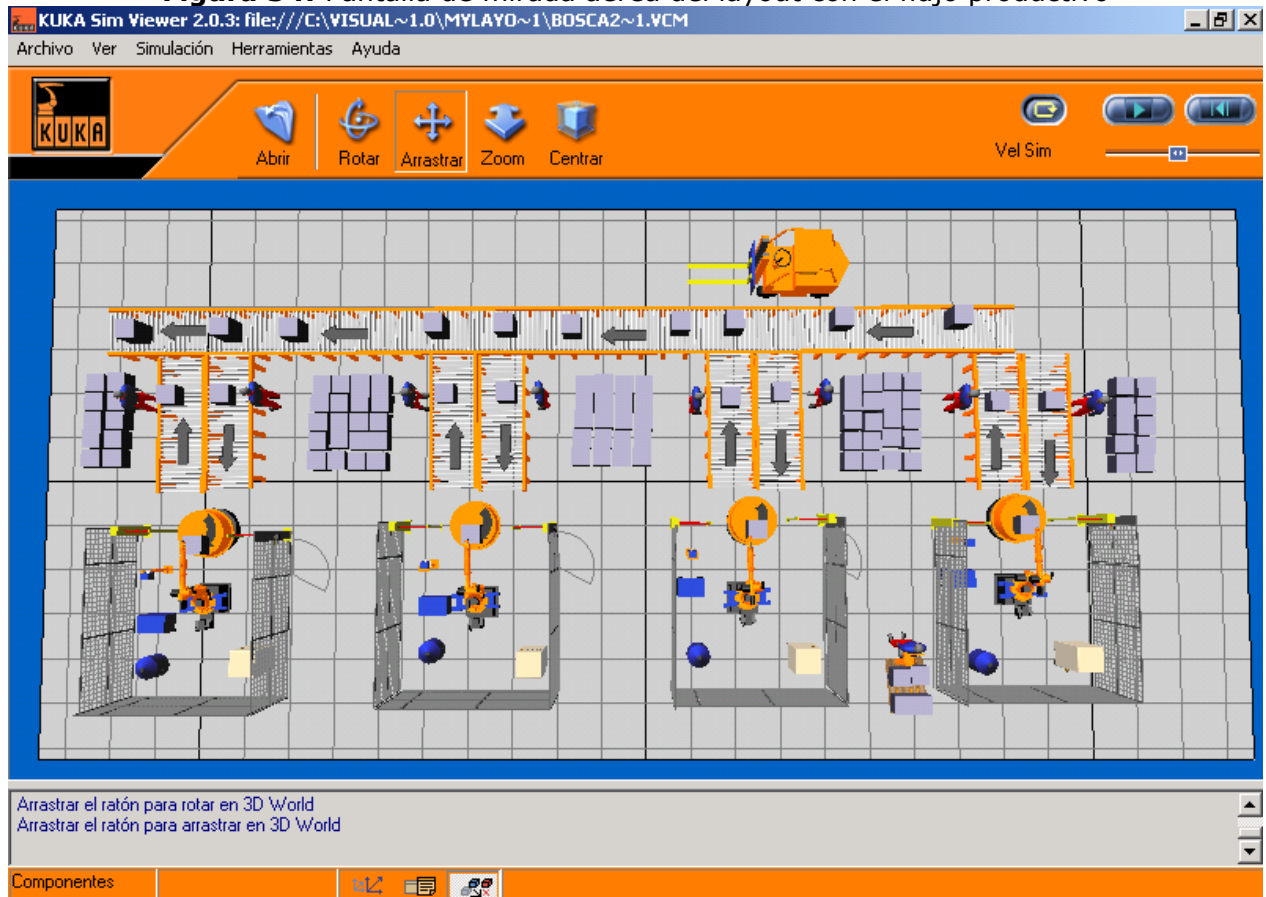 KUKA Sim Viewer 2.0.3: file:///C:\VISUAL~1.0\MYLAYO~1\BOSCA2~1.VCM
Archivo Ver Simulación Herramientas Ayuda
KUKA
Abrir Rotar Arrastrar Zoom Centrar Vel Sim
Arrastrar el ratón para rotar en 3D World
Arrastrar el ratón para arrastrar en 3D World
Componentes